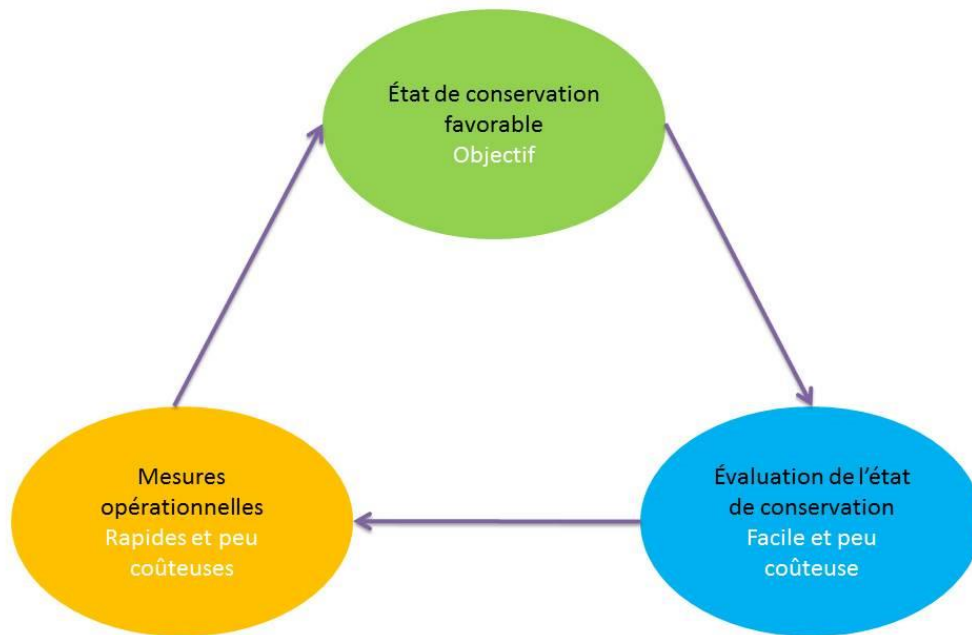 État de conservation
favorable
Objectif
Mesures
opérationnelles
Rapides et peu
coûteuses
Évaluation de l'état
de conservation
Facile et peu
coûteuse